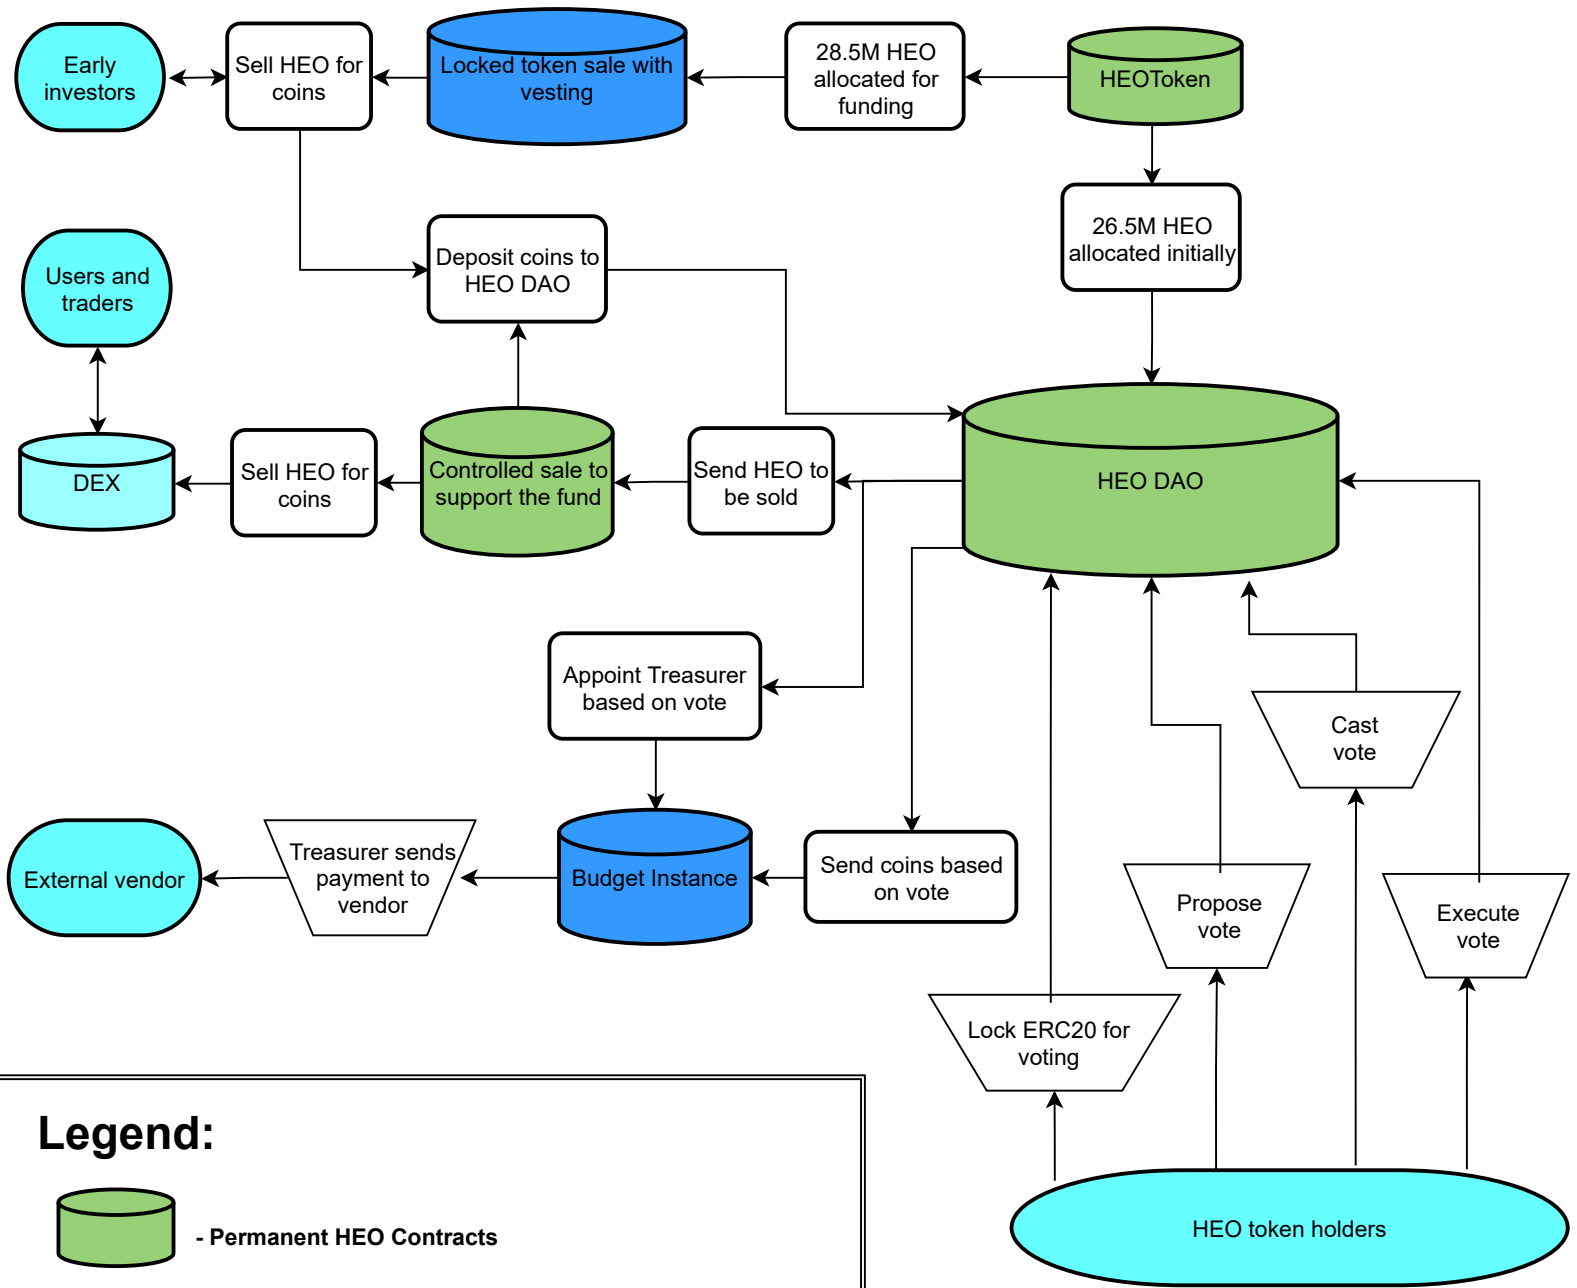 Early
investors
Sell HEO for
coins
Locked token sale with
vesting
28.5M HEO
allocated for
funding
HEOToken
26.5M HEO
allocated initially
Users and
traders
Deposit coins to
HEO DAO
DEX
Sell HEO for
coins
Controlled sale to
support the fund
Send HEO to
be sold
HEO DAO
Appoint Treasurer
based on vote
Cast
vote
External vendor
Treasurer sends
payment to
vendor
Budget Instance
Send coins based
on vote
Propose
vote
Execute
vote
Lock ERC20 for
voting
HEO token holders
Legend:
- Permanent HEO Contracts